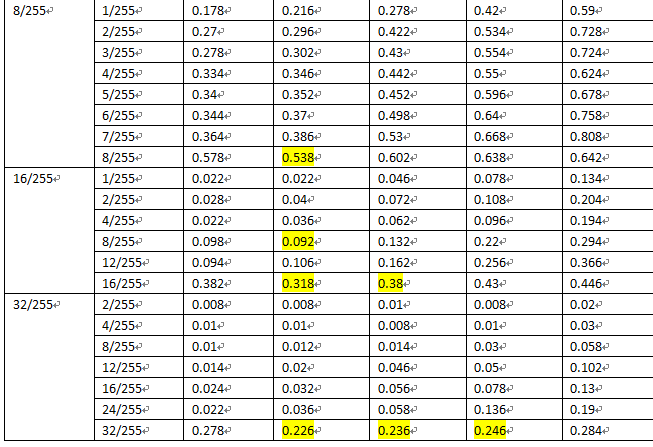 8/255 1/255 0.178 0.216 0.278 0.42 0.59
2/255 0.27 0.296 0.422 0.534 0.728
3/255 0.278 0.302 0.43 0.554 0.724
4/255 0.334 0.346 0.442 0.55 0.624
5/255 0.34 0.352 0.452 0.596 0.678
6/255 0.344 0.37 0.498 0.64 0.758
7/255 0.364 0.386 0.53 0.668 0.808
8/255 0.578 0.538 0.602 0.638 0.642
16/255 1/255 0.022 0.022 0.046 0.078 0.134
2/255 0.028 0.04 0.072 0.108 0.204
4/255 0.022 0.036 0.062 0.096 0.194
8/255 0.098 0.092 0.132 0.22 0.294
12/255 0.094 0.106 0.162 0.256 0.366
16/255 0.382 0.318 0.38 0.43 0.446
32/255 2/255 0.008 0.008 0.01 0.008 0.02
4/255 0.01 0.01 0.008 0.01 0.03
8/255 0.01 0.012 0.014 0.03 0.058
12/255 0.014 0.02 0.046 0.05 0.102
16/255 0.024 0.032 0.056 0.078 0.13
24/255 0.022 0.036 0.058 0.136 0.19
32/255 0.278 0.226 0.236 0.246 0.284